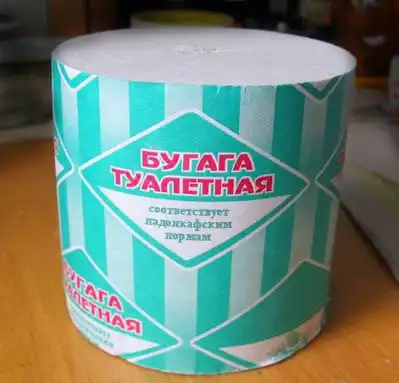 БУГАГА
ТУАЛЕТНАЯ
соответствует
падонкафским
нормам
БУГАГА
ТУАЛЕТНАЯ